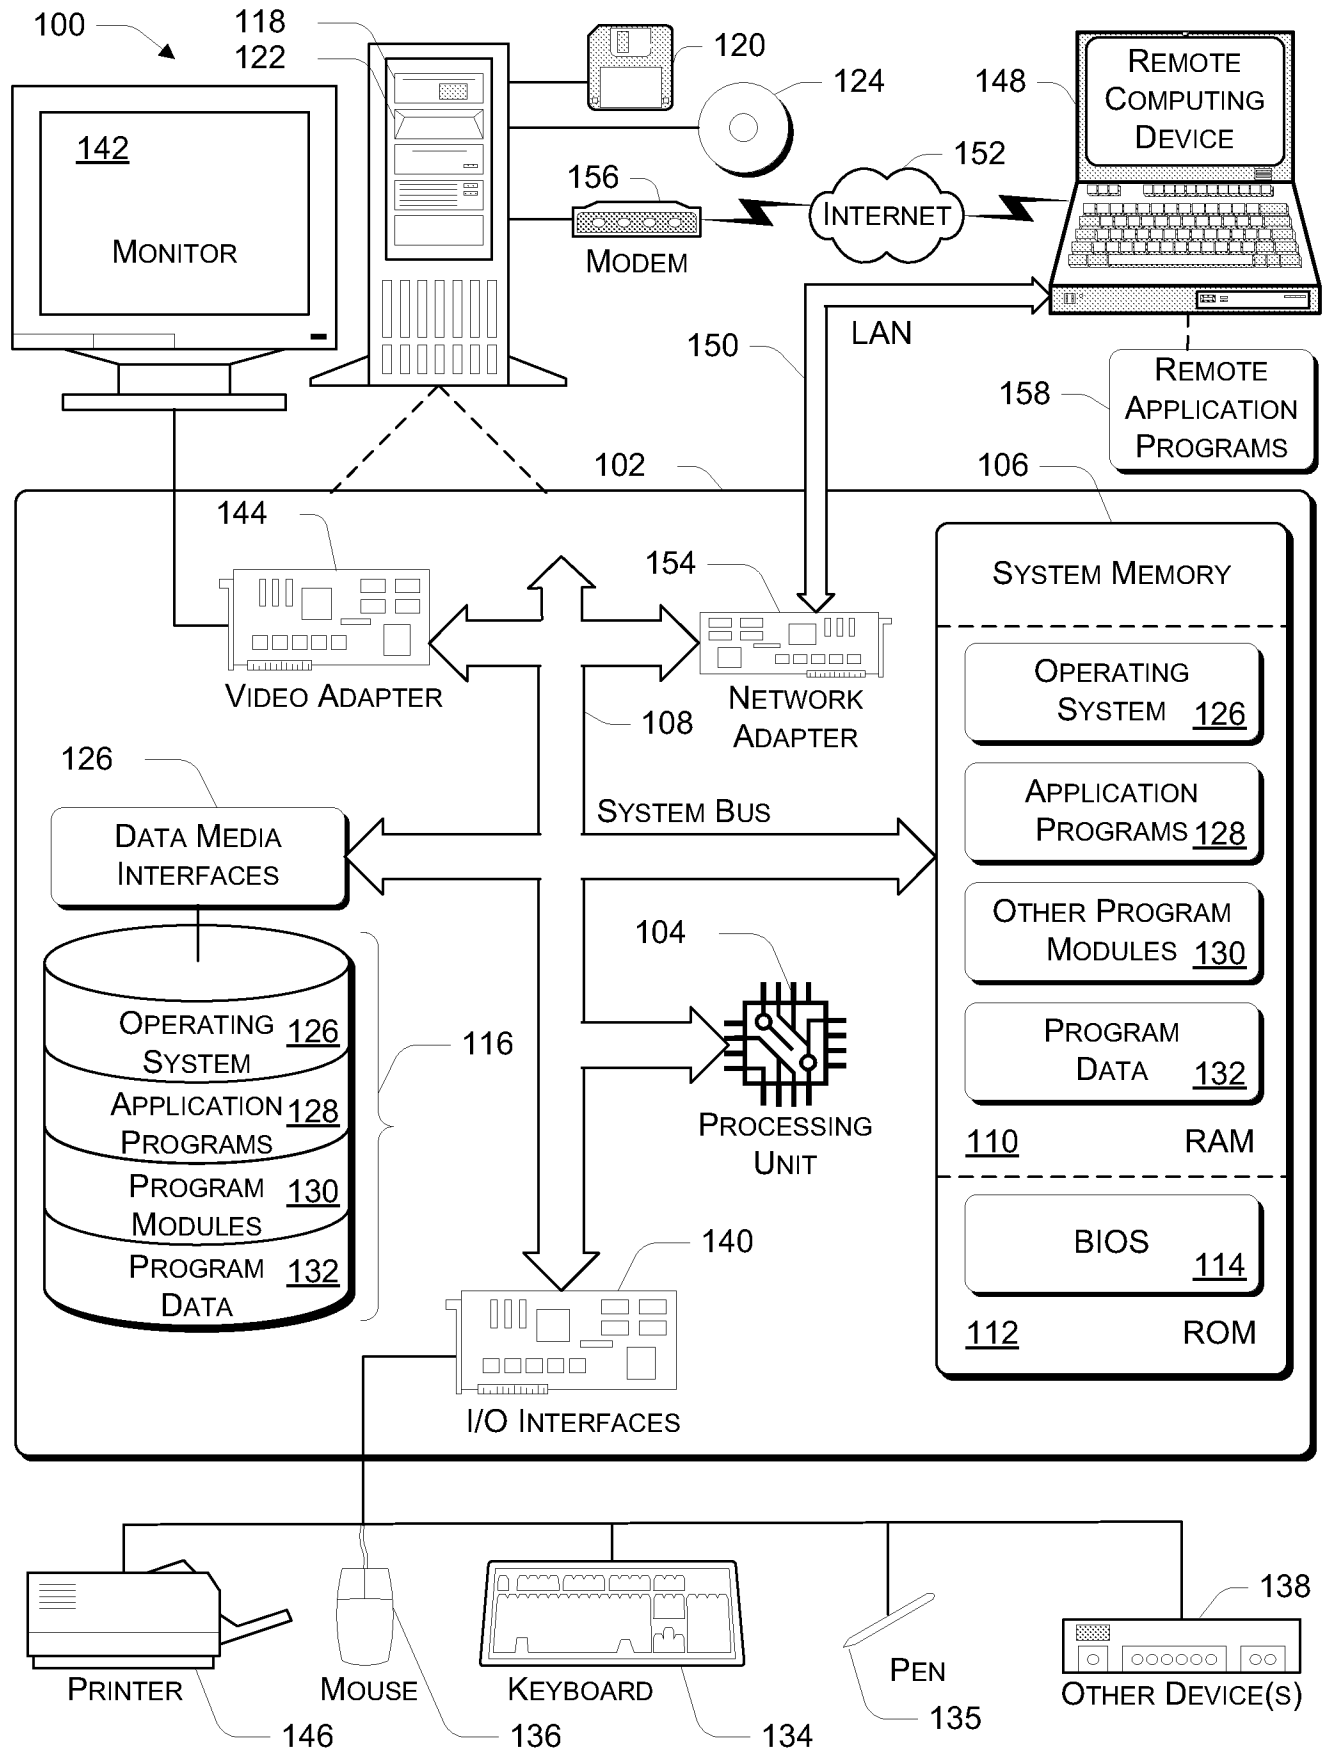 100
118
122
120
124
148
REMOTE
COMPUTING
DEVICE
142
MONITOR
156
MODEM
152
INTERNET
150
LAN
158
REMOTE
APPLICATION
PROGRAMS
102
106
144
VIDEO ADAPTER
154
NETWORK
ADAPTER
108
SYSTEM MEMORY
OPERATING
SYSTEM 126
126
DATA MEDIA
INTERFACES
SYSTEM BUS
APPLICATION
PROGRAMS 128
OTHER PROGRAM
MODULES 130
104
PROCESSING
UNIT
PROGRAM
DATA 132
110 RAM
OPERATING
SYSTEM 126
116
APPLICATION
PROGRAMS 128
PROGRAM
MODULES 130
PROGRAM
DATA 132
BIOS
114
112 ROM
140
I/O INTERFACES
PRINTER
146
MOUSE
136
KEYBOARD
134
PEN
135
138
OTHER DEVICE(S)